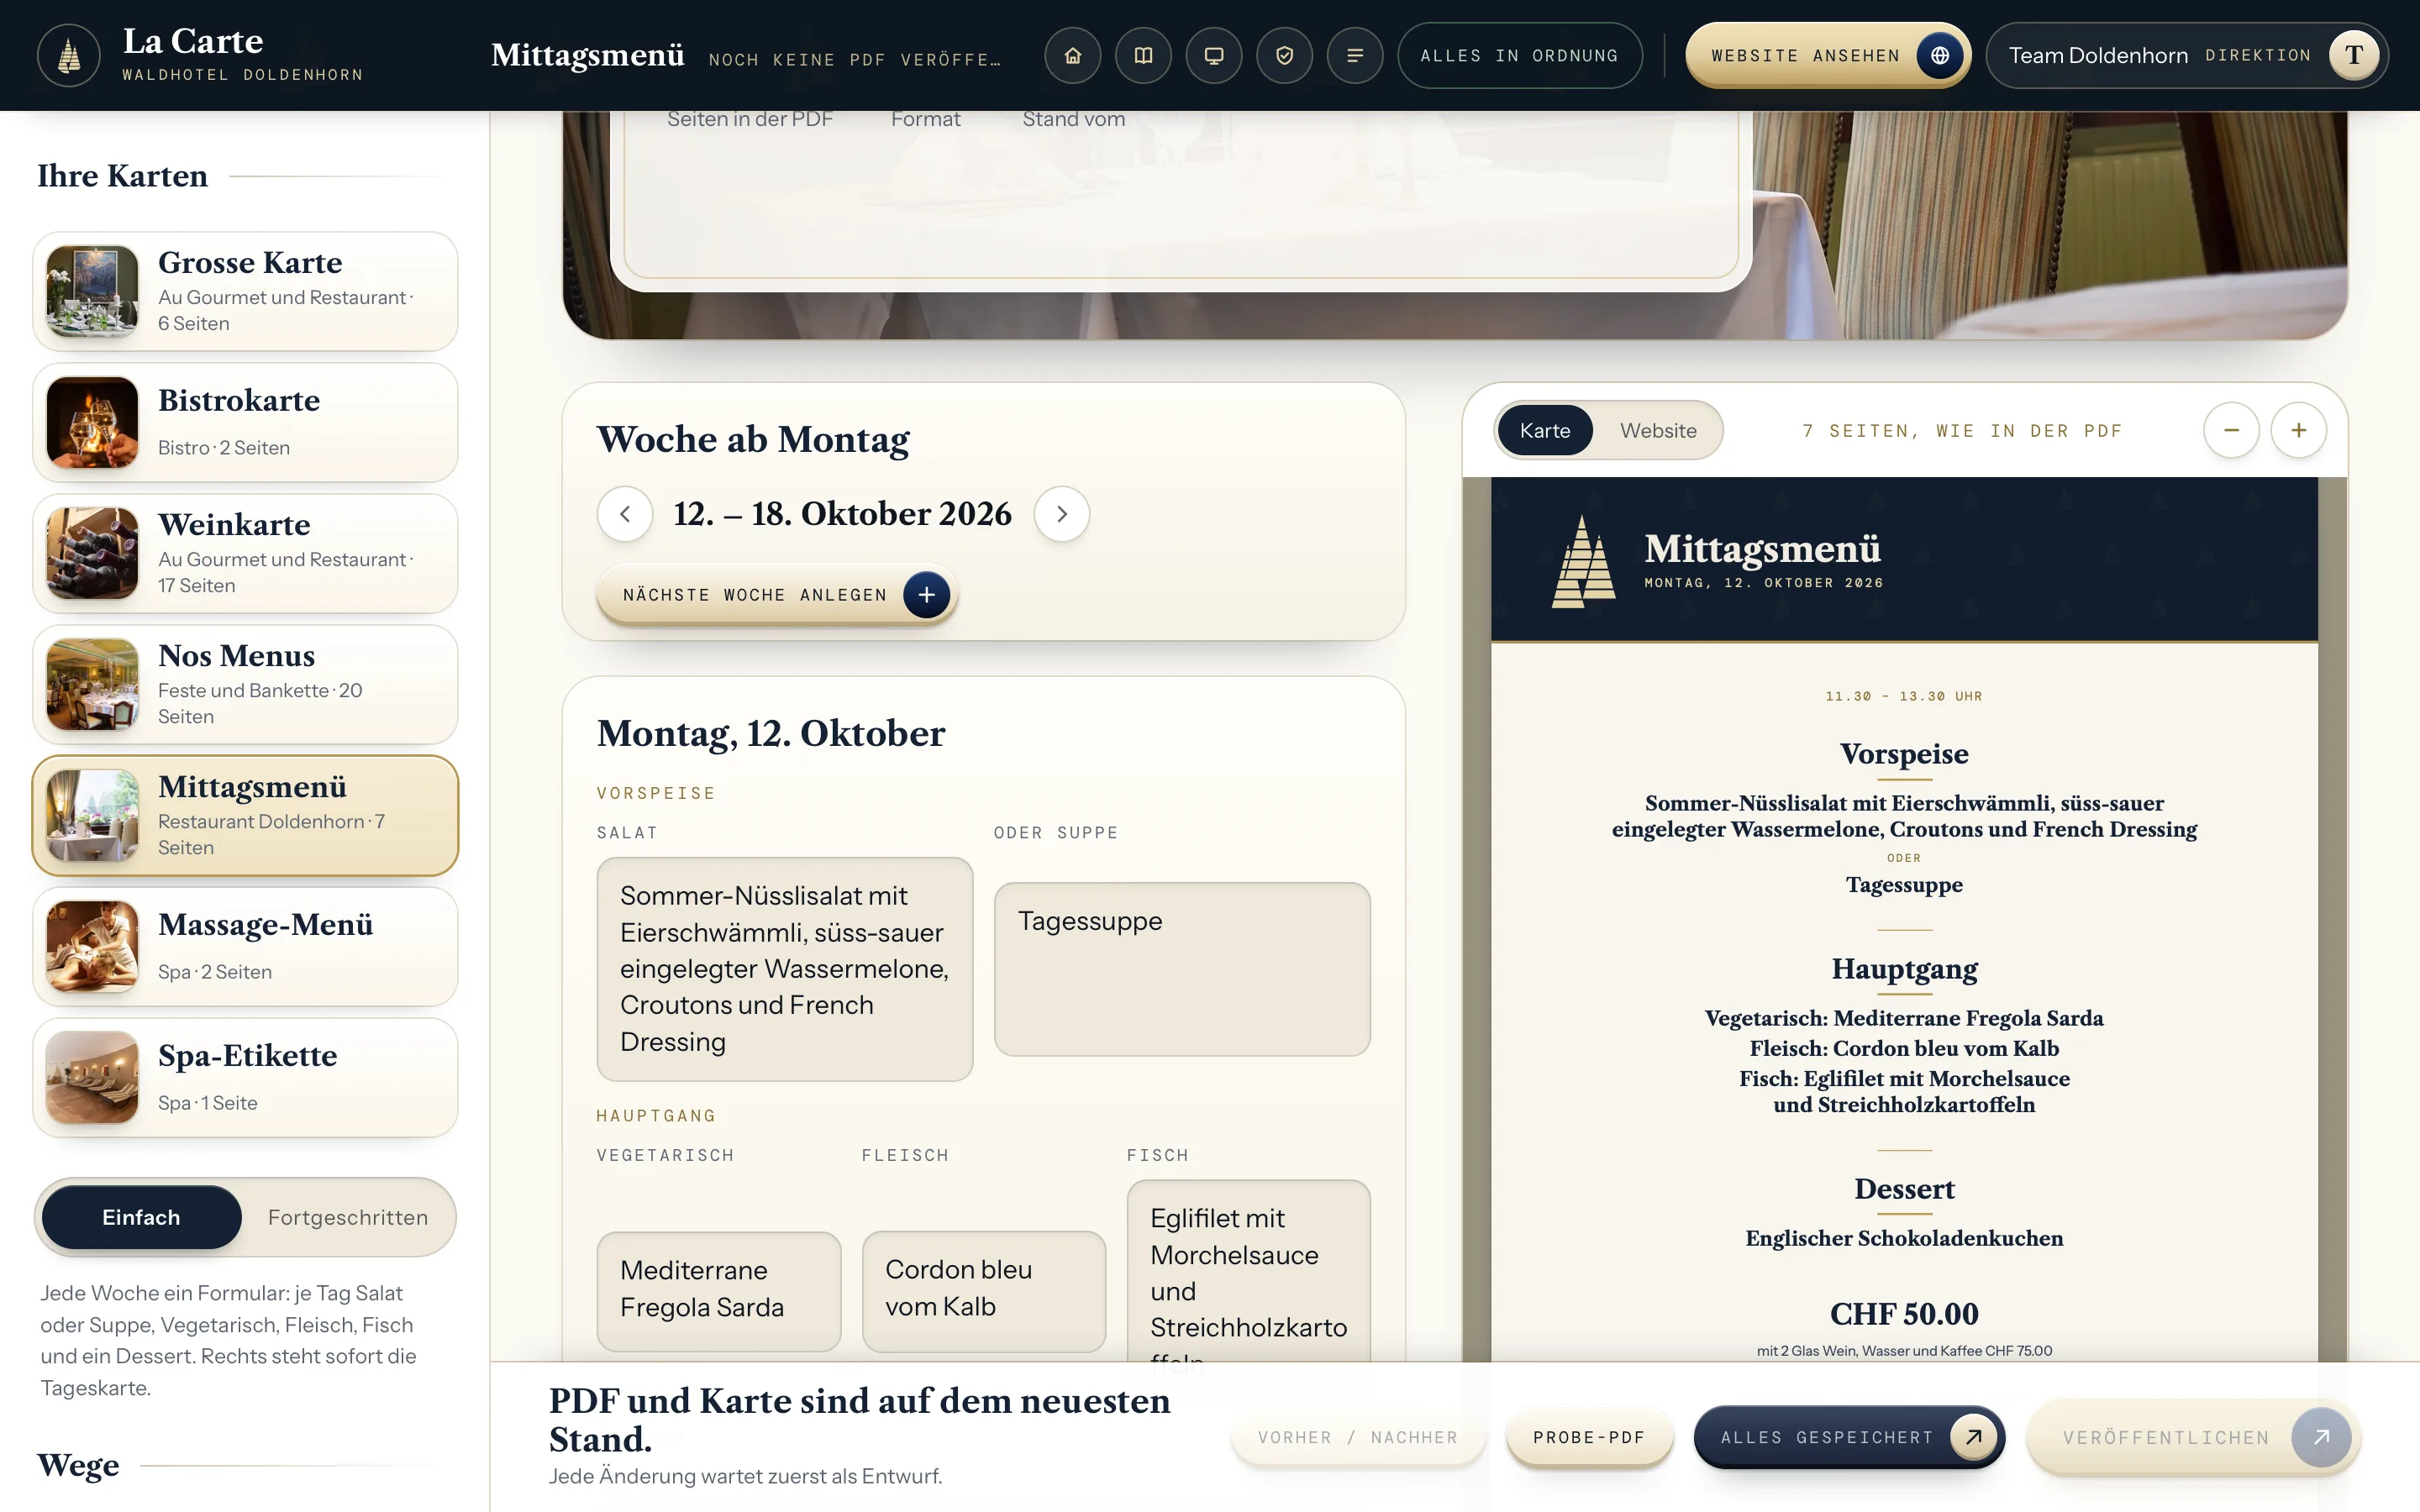 La Carte
WALDHOTEL DOLDENHORN
Mittagsmenü
NOCH KEINE PDF VERÖFFE…
ALLES IN ORDNUNG
WEBSITE ANSEHEN
Team Doldenhorn
DIREKTION
T
Ihre Karten
Grosse Karte
Au Gourmet und Restaurant ·
6 Seiten
Bistrokarte
Bistro · 2 Seiten
Weinkarte
Au Gourmet und Restaurant ·
17 Seiten
Nos Menus
Feste und Bankette · 20
Seiten
Mittagsmenü
Restaurant Doldenhorn · 7
Seiten
Massage-Menü
Spa · 2 Seiten
Spa-Etikette
Spa · 1 Seite
Einfach
Fortgeschritten
Jede Woche ein Formular: je Tag Salat
oder Suppe, Vegetarisch, Fleisch, Fisch
und ein Dessert. Rechts steht sofort die
Tageskarte.
Wege
Seiten in der PDF
Format
Stand vom
Woche ab Montag
12. – 18. Oktober 2026
NÄCHSTE WOCHE ANLEGEN
Montag, 12. Oktober
VORSPEISE
SALAT
ODER SUPPE
Sommer-Nüsslisalat mit
Eierschwämmli, süss-sauer
eingelegter Wassermelone,
Croutons und French
Dressing
Tagessuppe
HAUPTGANG
VEGETARISCH
FLEISCH
FISCH
Mediterrane
Fregola Sarda
Cordon bleu
vom Kalb
Eglifilet mit
Morchelsauce
und
Streichholzkarto
ffeln
Karte
Website
7 SEITEN, WIE IN DER PDF
Mittagsmenü
MONTAG, 12. OKTOBER 2026
11.30 – 13.30 UHR
Vorspeise
Sommer-Nüsslisalat mit Eierschwämmli, süss-sauer
eingelegter Wassermelone, Croutons und French Dressing
ODER
Tagessuppe
Hauptgang
Vegetarisch: Mediterrane Fregola Sarda
Fleisch: Cordon bleu vom Kalb
Fisch: Eglifilet mit Morchelsauce
und Streichholzkartoffeln
Dessert
Englischer Schokoladenkuchen
CHF 50.00
mit 2 Glas Wein, Wasser und Kaffee CHF 75.00
PDF und Karte sind auf dem neuesten
Stand.
Jede Änderung wartet zuerst als Entwurf.
VORHER / NACHHER
PROBE-PDF
ALLES GESPEICHERT
VERÖFFENTLICHEN